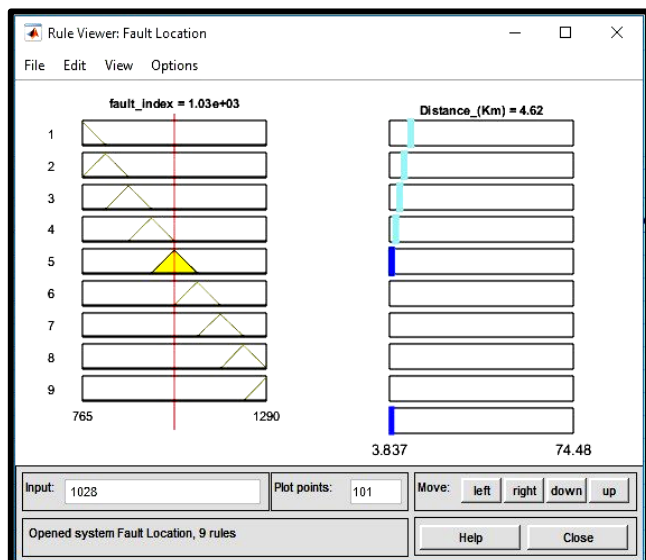 Rule Viewer: Fault Location
File Edit View Options
fault_index = 1.03e+03
Distance_(Km) = 4.62
1
2
3
4
5
6
7
8
9
765 1290
3.837 74.48
Input: 1028
Plot points: 101
Move: left right down up
Opened system Fault Location, 9 rules
Help Close